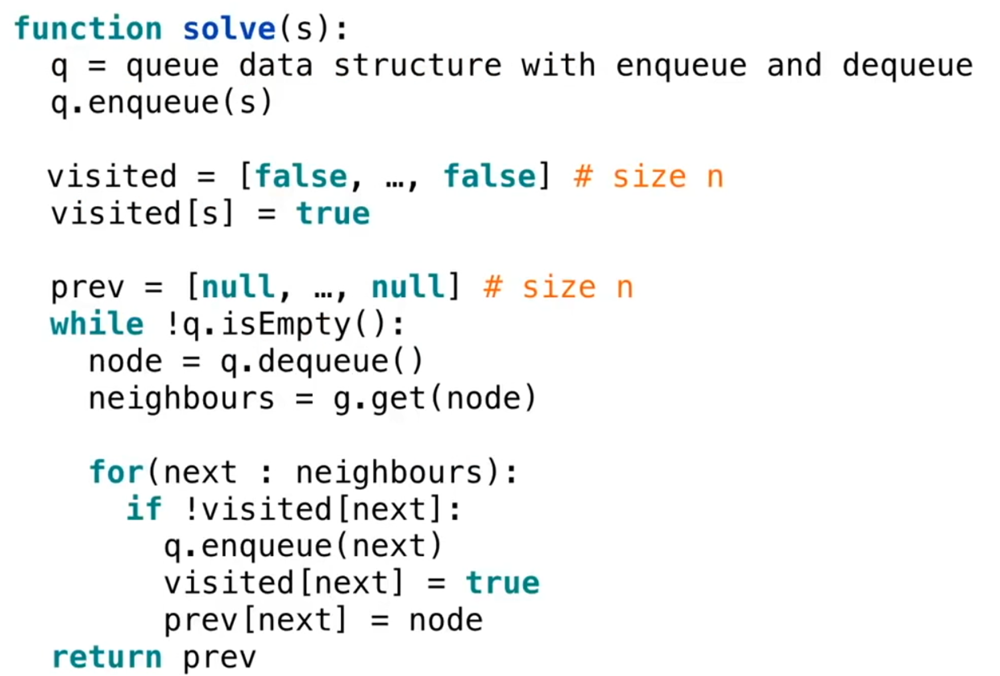 function solve(s):
  q = queue data structure with enqueue and dequeue
  q.enqueue(s)
  visited = [false, …, false] # size n
  visited[s] = true
  prev = [null, …, null] # size n
  while !q.isEmpty():
    node = q.dequeue()
    neighbours = g.get(node)
    for(next : neighbours):
      if !visited[next]:
        q.enqueue(next)
        visited[next] = true
        prev[next] = node
  return prev